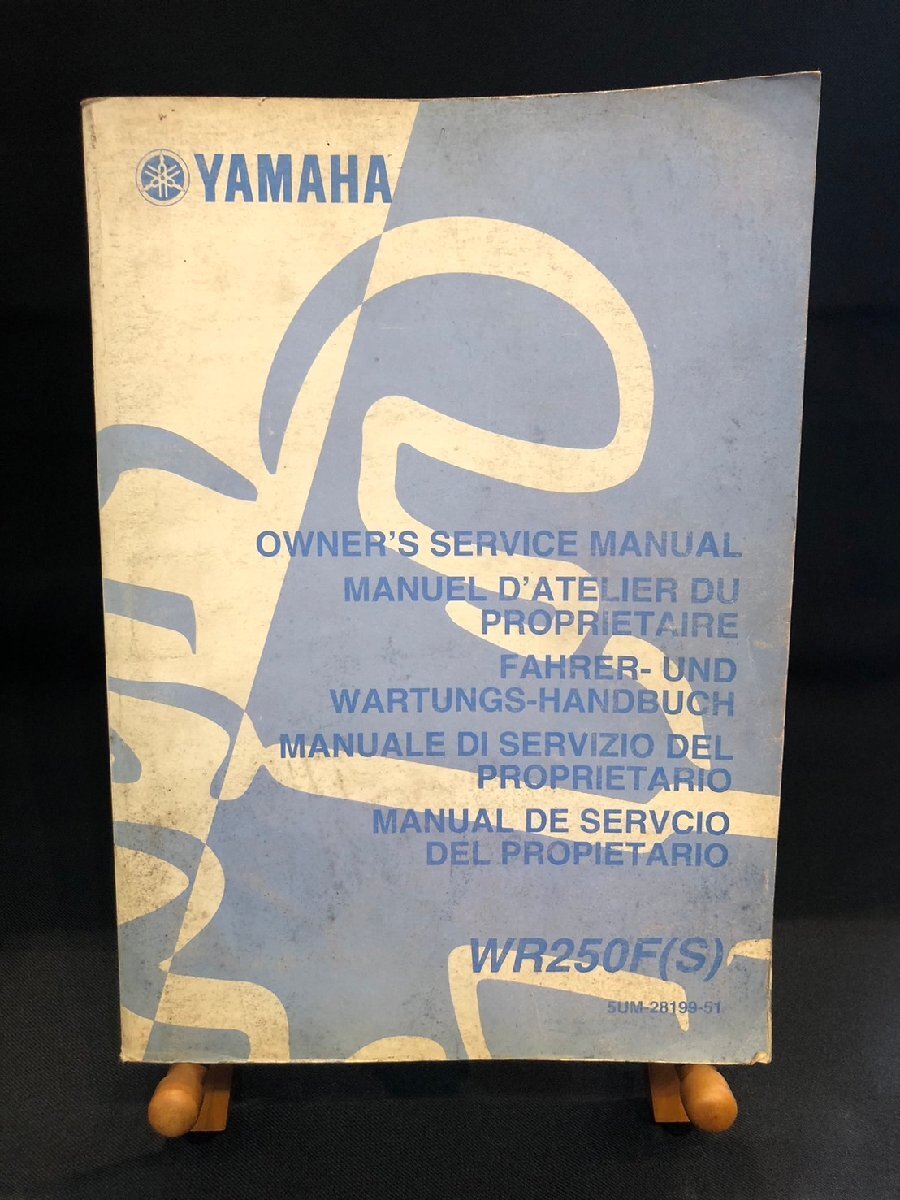 YAMAHA
OWNER'S SERVICE MANUAL
MANUEL D'ATELIER DU
PROPRIETAIRE
FAHRER- UND
WARTUNGS-HANDBUCH
MANUALE DI SERVIZIO DEL
PROPRIETARIO
MANUAL DE SERVCIO
DEL PROPIETARIO
WR250F(S)
5UM-28199-51